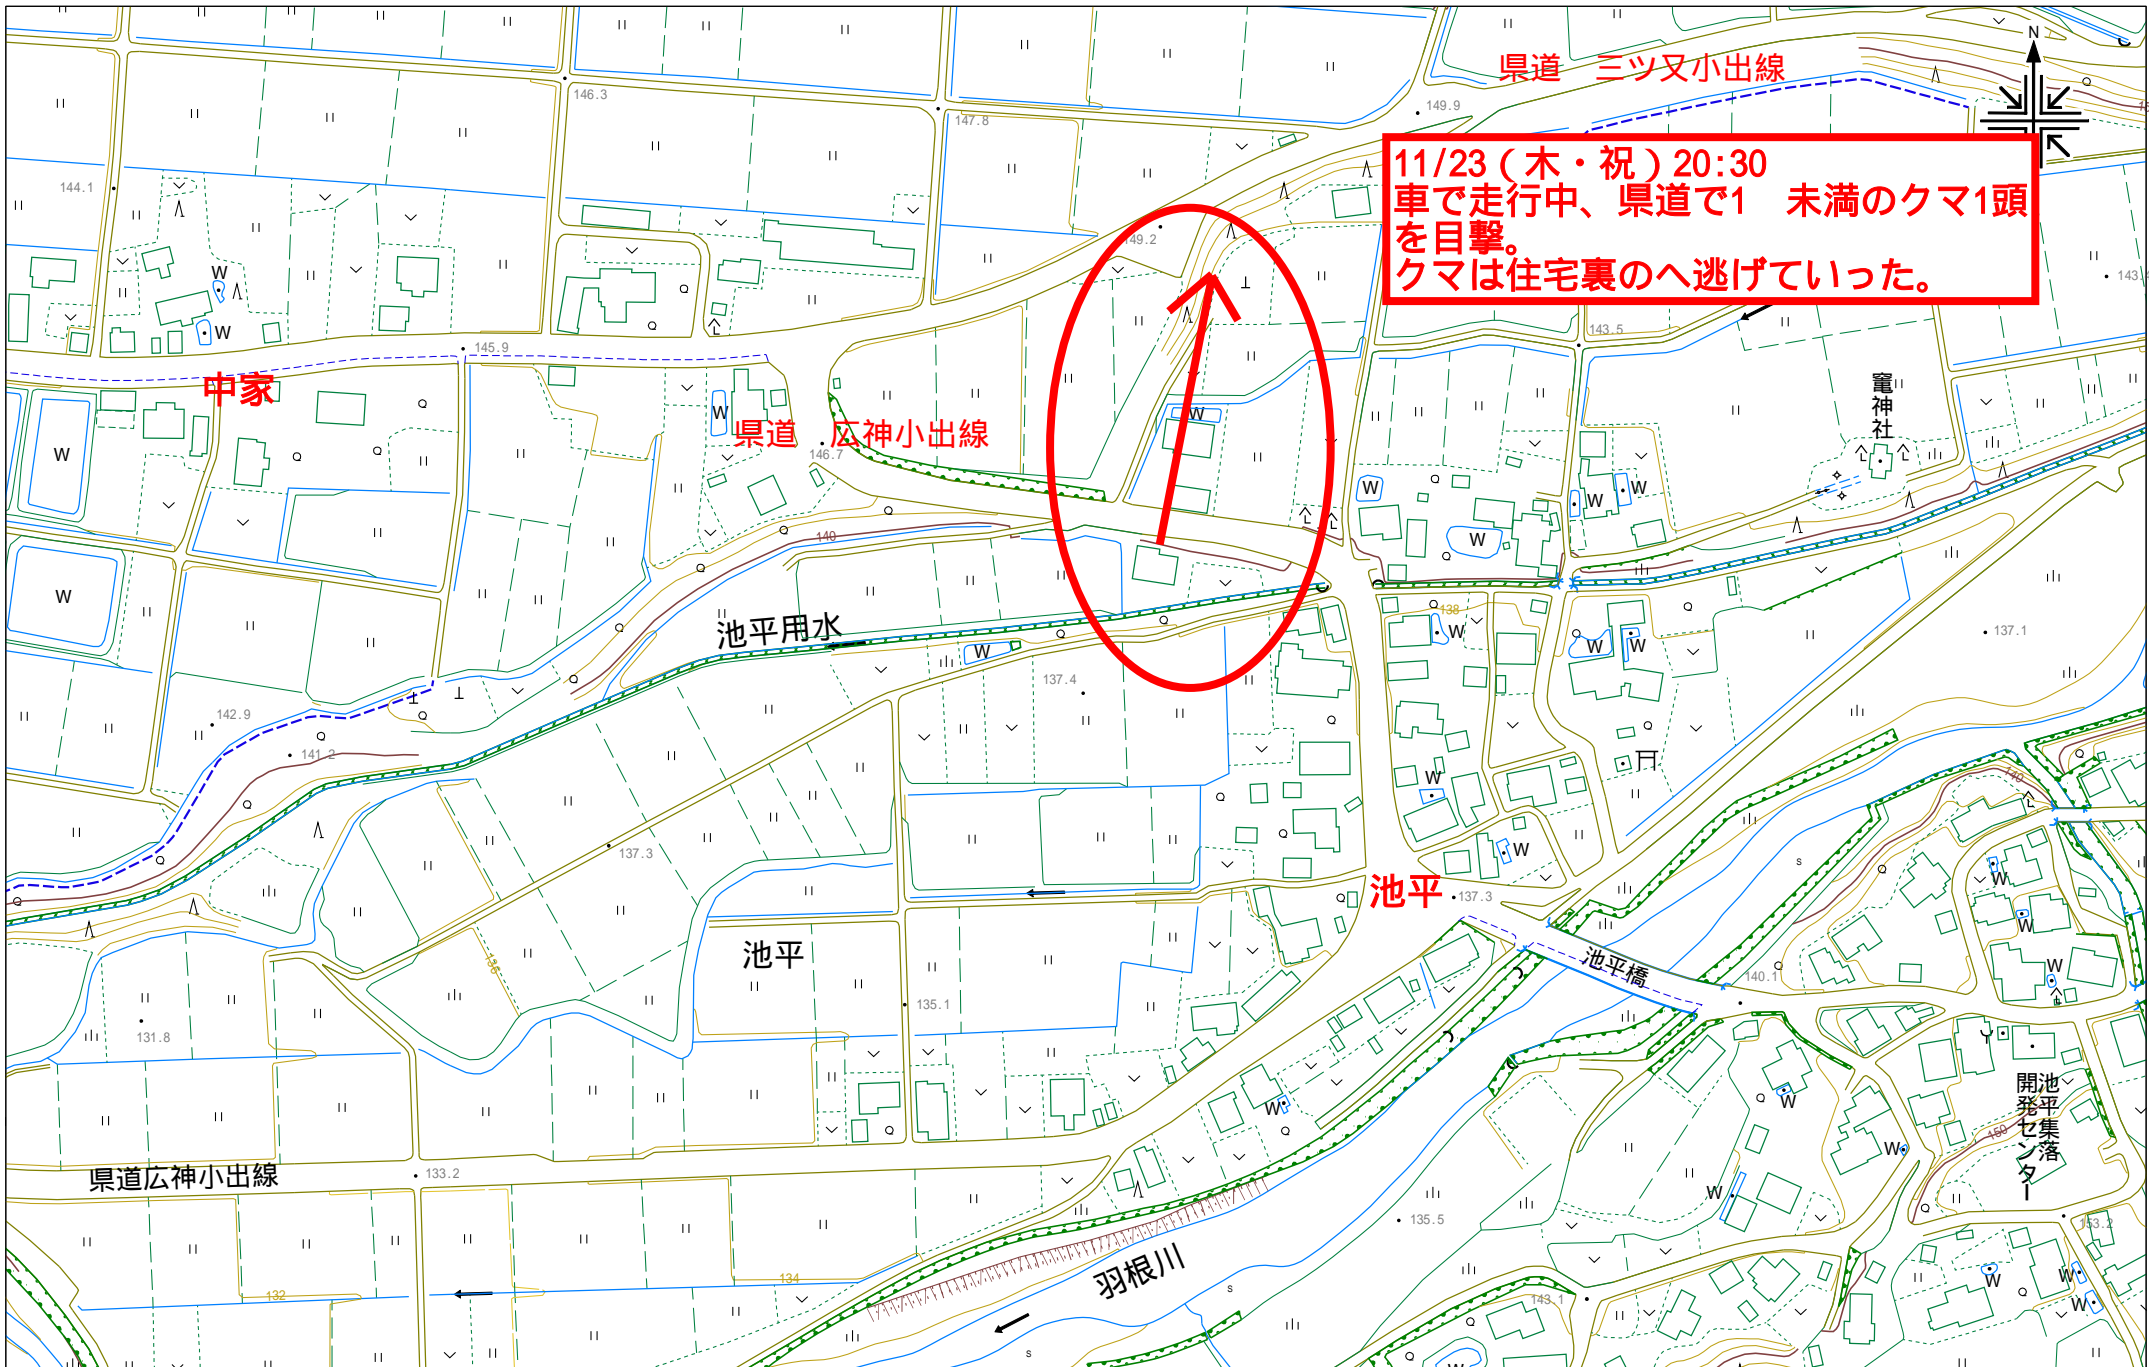 県道　三ツ又小出線
N
146.3
147.8
149.9
11/23（木・祝）20:30
車で走行中、県道で1　未満のクマ1頭
を目撃。
クマは住宅裏のへ逃げていった。
144.1
149.2
143.5
145.9
中家
W
W
W
W
W
県道　広神小出線
146.7
竈神社
W
W
W
W
W
W
140
池平用水
W
138
W
W
W
137.1
137.4
142.9
141.2
W
137.3
W
140
W
池平
137.3
136
池平
池平橋
140.1
W
W
135.1
131.8
W
W
W
池平集落
開発センター
150
県道広神小出線
133.2
W
135.5
153.2
羽根川
134
132
143.1
W
W
W
W